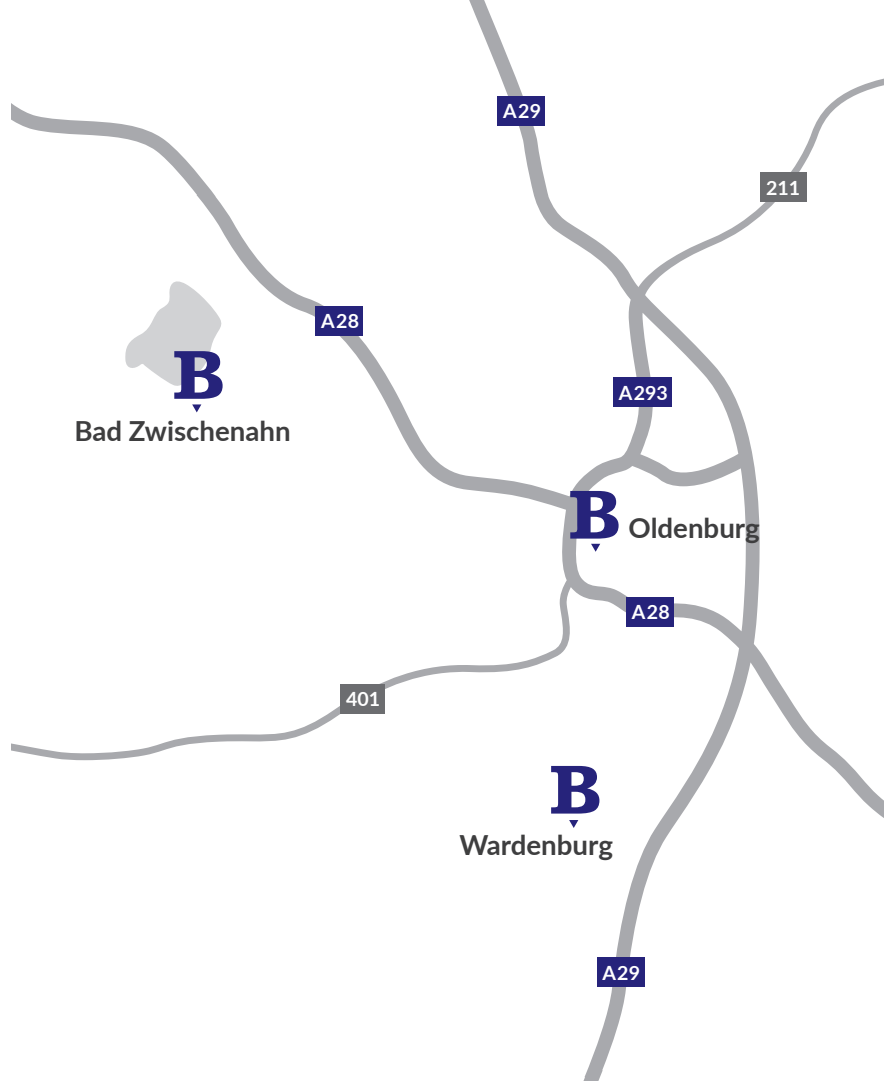 A29
211
A28
A293
B
Bad Zwischenahn
B
Oldenburg
A28
401
B
Wardenburg
A29